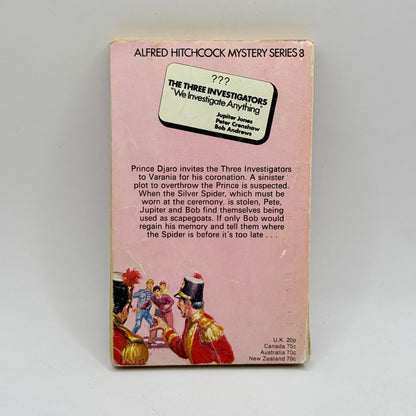 ALFRED HITCHCOCK MYSTERY SERIES 3
???
THE THREE INVESTIGATORS
"We Investigate Anything"
Jupiter Jones
Peter Crenshaw
Bob Andrews
Prince Djaro invites the Three Investigators
to Varania for his coronation. A sinister
plot to overthrow the Prince is suspected.
When the Silver Spider, which must be
worn at the ceremony, is stolen, Pete,
Jupiter and Bob find themselves being
used as scapegoats. If only Bob would
regain his memory and tell them where
the Spider is before it's too late . . .
U.K. 20p
Canada 75c
Australia 70c
New Zealand 70c